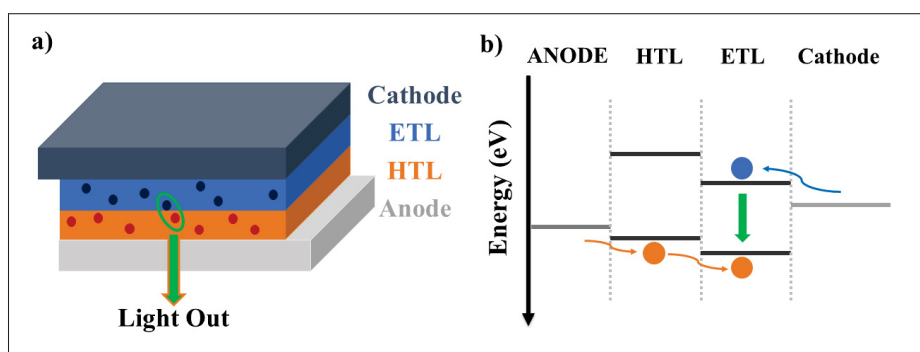 a)
Cathode
ETL
HTL
Anode
Light Out
b)
ANODE HTL ETL Cathode
Energy (eV)